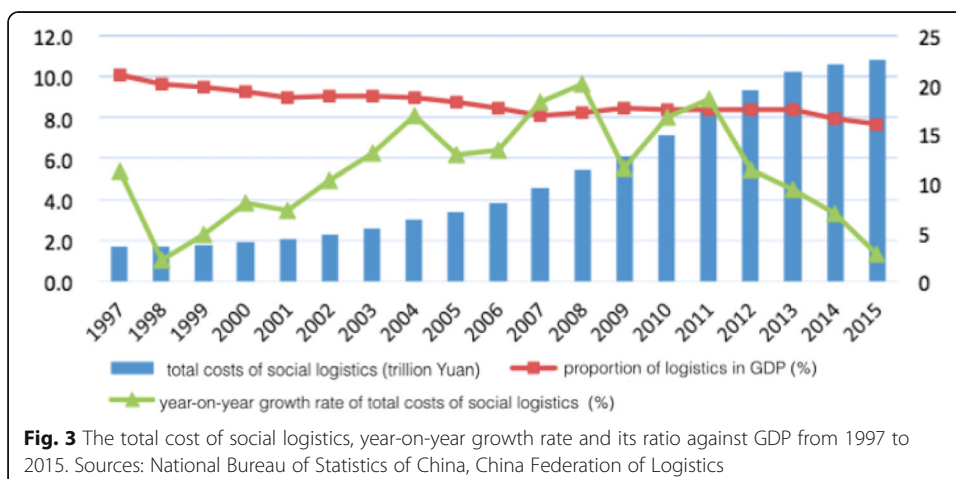 12.0
10.0
8.0
6.0
4.0
2.0
0.0
25
20
15
10
5
0
1997 1998 1999 2000 2001 2002 2003 2004 2005 2006 2007 2008 2009 2010 2011 2012 2013 2014 2015
total costs of social logistics (trillion Yuan) proportion of logistics in GDP (%)
year-on-year growth rate of total costs of social logistics (%)
Fig. 3 The total cost of social logistics, year-on-year growth rate and its ratio against GDP from 1997 to
2015. Sources: National Bureau of Statistics of China, China Federation of Logistics